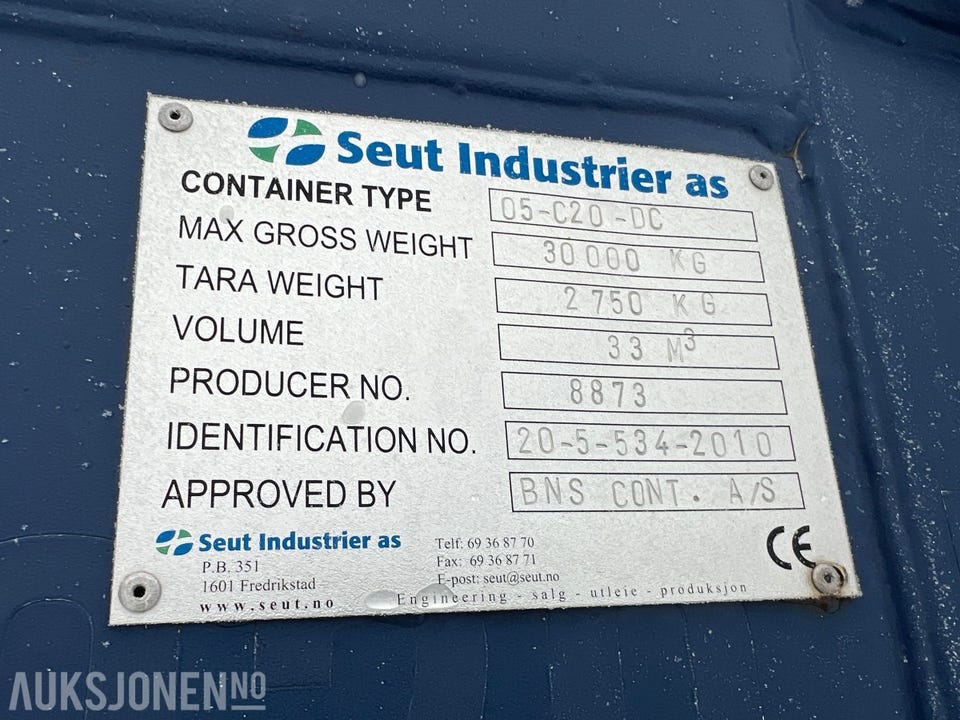 Seut Industrier as
CONTAINER TYPE 05-C20-DC
MAX GROSS WEIGHT 30 000 KG
TARA WEIGHT 2 750 KG
VOLUME 33 M³
PRODUCER NO. 8873
IDENTIFICATION NO. 20-5-534-2010
APPROVED BY BNS CONT. A/S
Seut Industrier as
P.B. 351
1601 Fredrikstad
www.seut.no
Telf: 69 36 87 70
Fax: 69 36 87 71
E-post: seut@seut.no
Engineering - salg - utleie - produksjon
CE
AUKSJONEN NO